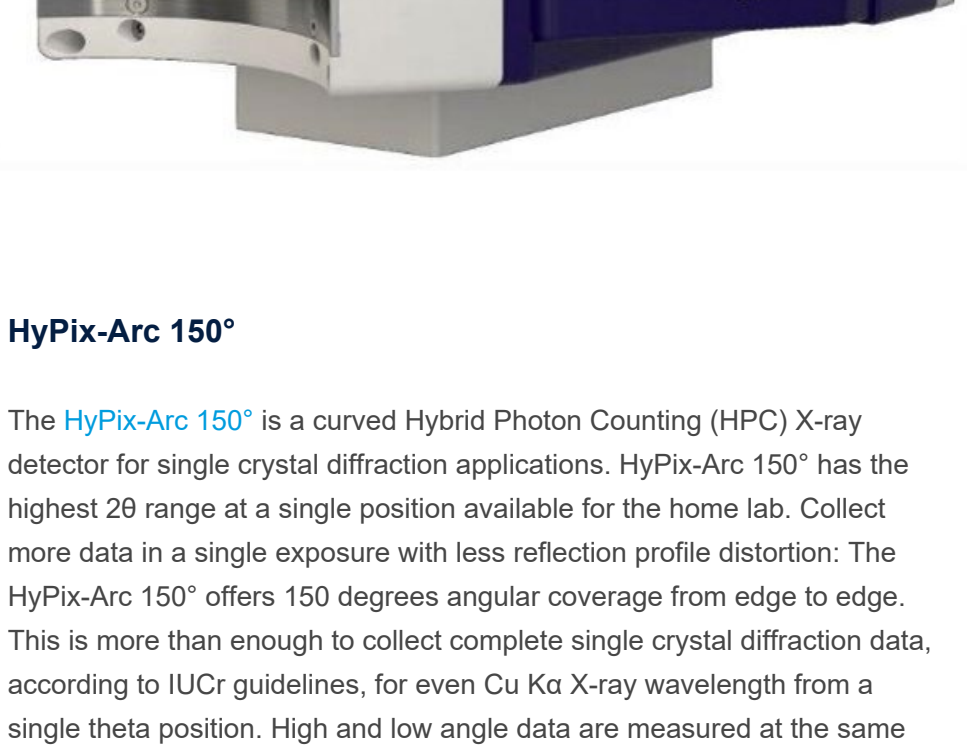 HyPix-Arc 150°
The HyPix-Arc 150° is a curved Hybrid Photon Counting (HPC) X-ray
detector for single crystal diffraction applications. HyPix-Arc 150° has the
highest 2θ range at a single position available for the home lab. Collect
more data in a single exposure with less reflection profile distortion: The
HyPix-Arc 150° offers 150 degrees angular coverage from edge to edge.
This is more than enough to collect complete single crystal diffraction data,
according to IUCr guidelines, for even Cu Kα X-ray wavelength from a
single theta position. High and low angle data are measured at the same